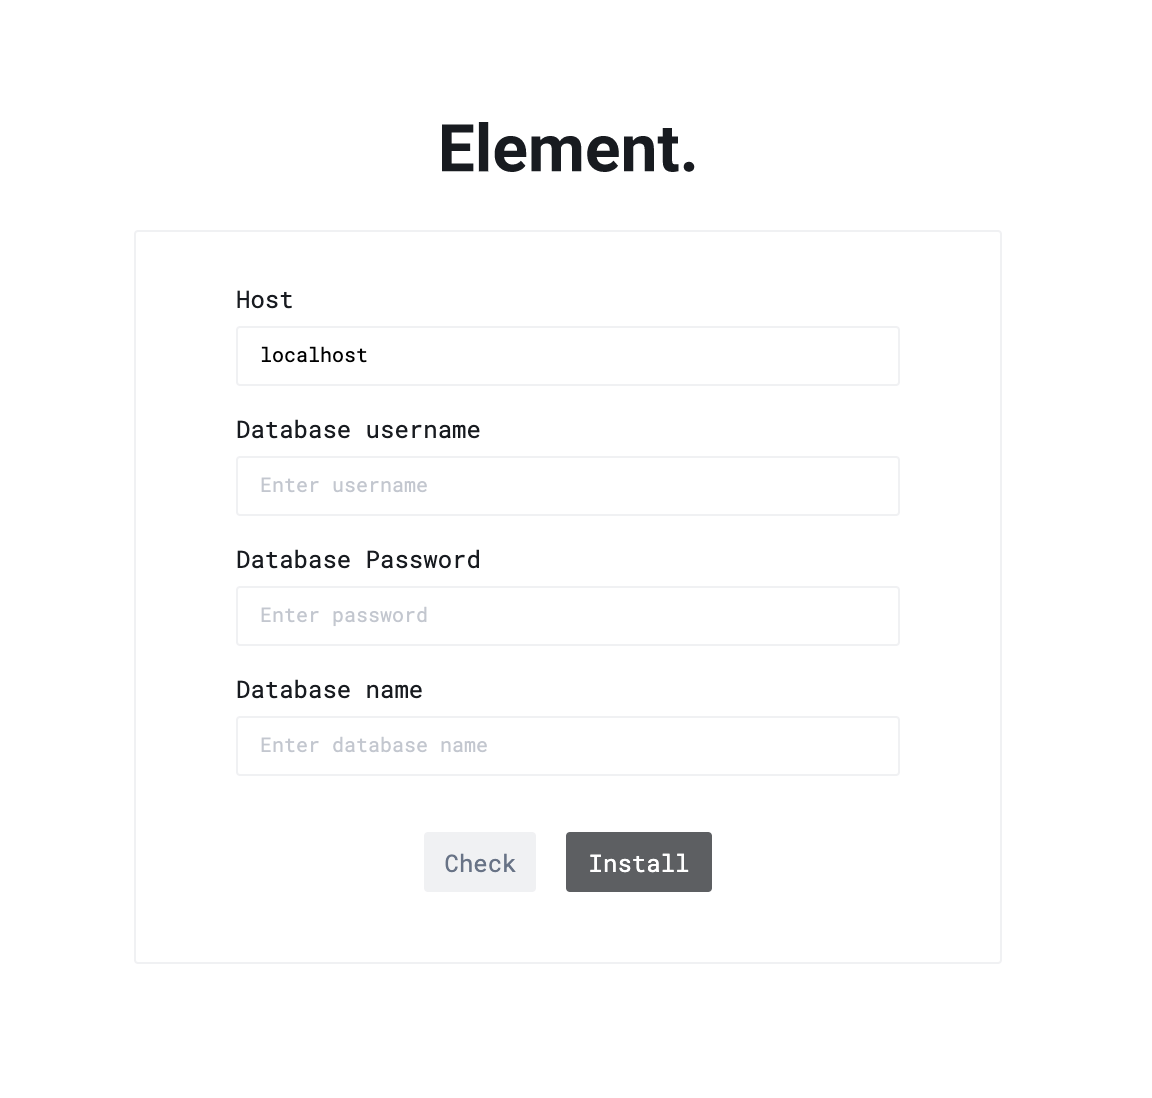 Element.
Host
localhost
Database username
Enter username
Database Password
Enter password
Database name
Enter database name
Check
Install